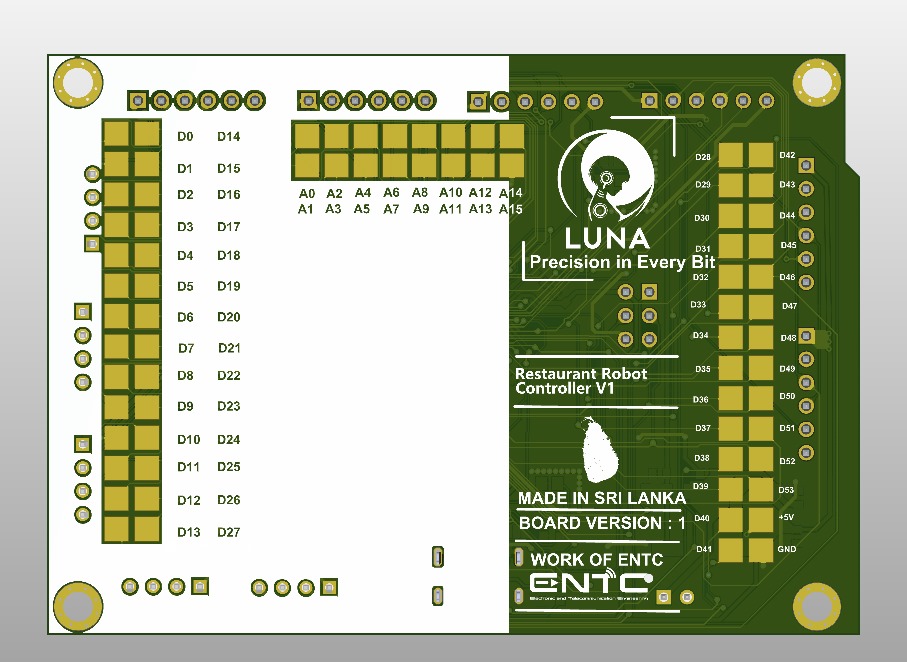 D0 D14
D1 D15
D2 D16
D3 D17
D4 D18
D5 D19
D6 D20
D7 D21
D8 D22
D9 D23
D10 D24
D11 D25
D12 D26
D13 D27
A0 A2 A4 A6 A8 A10 A12 A14
A1 A3 A5 A7 A9 A11 A13 A15
LUNA
Precision in Every Bit
Restaurant Robot
Controller V1
MADE IN SRI LANKA
BOARD VERSION : 1
WORK OF ENTC
ENTC
Electronic and Telecommunication Engineering
D28 D42
D29 D43
D30 D44
D31 D45
D32 D46
D33 D47
D34 D48
D35 D49
D36 D50
D37 D51
D38 D52
D39 D53
D40 +5V
D41 GND